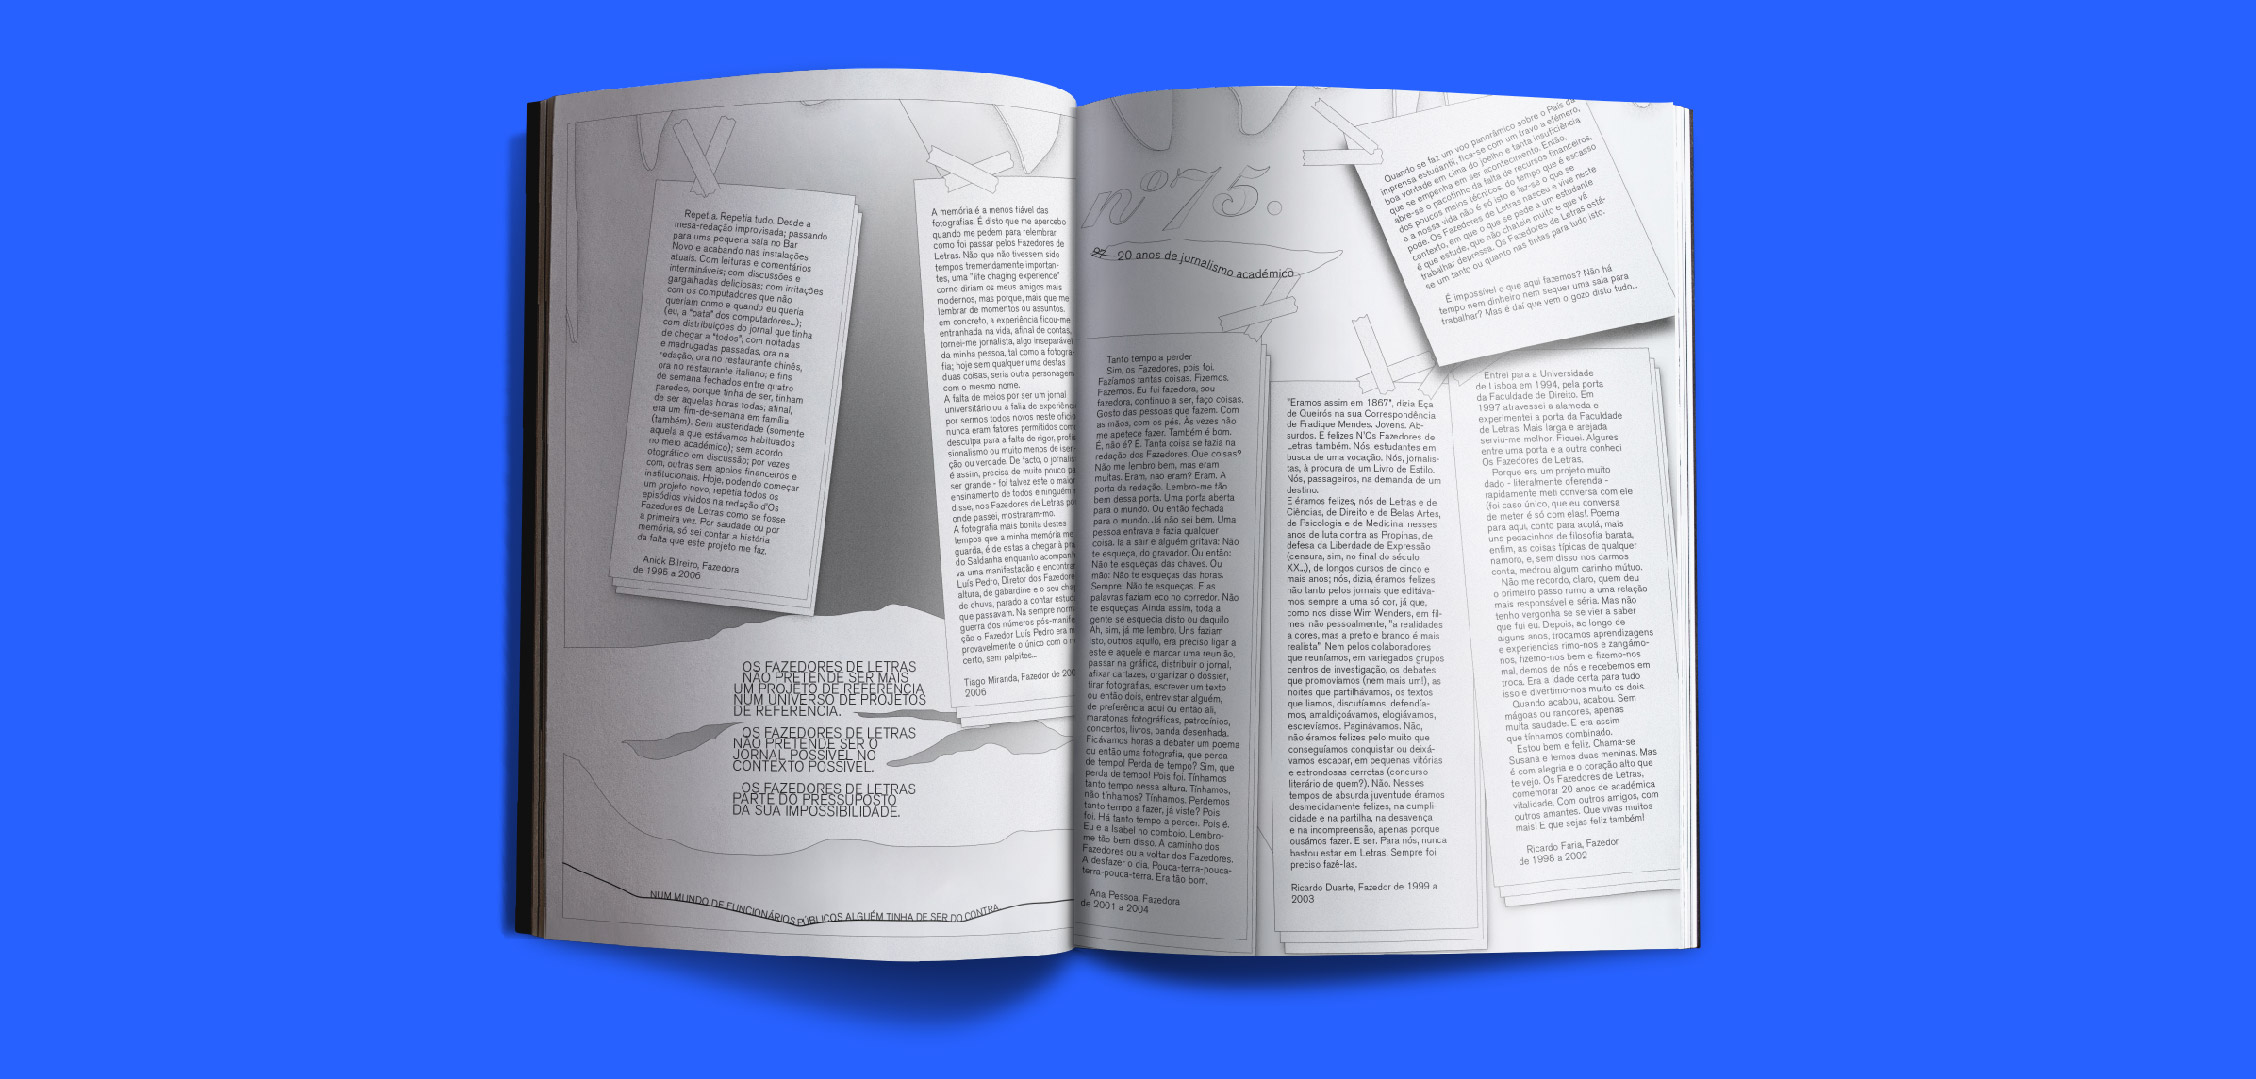 Repetia. Repetia tudo. Desde a
mesa-redação improvisada; passando
para uma pequena sala no Bar
Novo e acabando nas instalações
atuais. Com leituras e comentários
intermináveis; com discussões e
gargalhadas deliciosas; com irritações
com os computadores que não
queriam como e quando eu queria
(eu, a "bata" dos computadores...);
com distribuições do jornal que tinha
de chegar a "todos", com noitadas
e madrugadas passadas, ora na
redação, ora no restaurante chinês,
ora no restaurante italiano; e fins
de semana fechados entre quatro
paredes, porque tinha de ser, tinham
de ser aquelas horas todas; afinal,
era um fim-de-semana em família
(também). Sem austeridade (somente
aquela a que estávamos habituados
no meio académico); sem acordo
otográfico em discussão; por vezes
com, outras sem apoios financeiros e
institucionais. Hoje, podendo começar
um projeto novo, repetia todos os
episódios vividos na redação d'Os
Fazedores de Letras como se fosse
a primeira vez. Por saudade ou por
memória, só sei contar a história
da falta que este projeto me faz.
Anick Bilreiro, Fazedora
de 1996 a 2006
A memória é a menos fiável das
fotografias. É disto que me apercebo
quando me pedem para relembrar
como foi passar pelos Fazedores de
Letras. Não que não tivessem sido
tempos tremendamente importan-
tes, uma "life chaging experience"
como diriam os meus amigos mais
modernos, mas porque, mais que me
lembrar de momentos ou assuntos,
em concreto, a experiência ficou-me
entranhada na vida, afinal de contas,
tornei-me jornalista, algo inseparável
da minha pessoa, tal como a fotogra-
fia; hoje sem qualquer uma destas
duas coisas, seria outra personagem
com o mesmo nome.
A falta de meios por ser um jornal
universitário ou a falta de experiência
por sermos todos novos neste ofício
nunca eram fatores permitidos com
desculpa para a falta de rigor, profis
sionalismo ou muito menos de isen
ção ou verdade. De facto, o jornalis
é assim, precisa de muito pouco pa
ser grande - foi talvez este o maior
ensinamento de todos e ninguém m
disse, nos Fazedores de Letras por
onde passei, mostraram-mo.
A fotografia mais bonita destes
tempos que a minha memória me
guarda, é de estas a chegar à pra
do Saldanha enquanto acompan
va uma manifestação e encontra
Luís Pedro, Diretor dos Fazedore
altura, de gabardine e o seu cha
de chuva, parado a contar estud
que passavam. Na sempre norm
guerra dos números pós-manife
ção o Fazedor Luís Pedro era
provavelmente o único com o
certo, sem palpites...
Tiago Miranda, Fazedor de 200
2006
OS FAZEDORES DE LETRAS
NÃO PRETENDE SER MAIS
UM PROJETO DE REFERÊNCIA
NUM UNIVERSO DE PROJETOS
DE REFERÊNCIA.
OS FAZEDORES DE LETRAS
NÃO PRETENDE SER O
JORNAL POSSÍVEL NO
CONTEXTO POSSÍVEL.
OS FAZEDORES DE LETRAS
PARTE DO PRESSUPOSTO
DA SUA IMPOSSIBILIDADE.
NUM MUNDO DE FUNCIONÁRIOS PÚBLICOS ALGUÉM TINHA DE SER DO CONTRA
nº75.
20 anos de jurnalismo académico
Quando se faz um voo panorâmico sobre o País da
imprensa estudantil, fica-se com um travo a efémero,
boa vontade em cima do joelho e tanta insuficiência
que se empenha em ser acontecimento. Então,
abre-se o pacotinho da falta de recursos financeiros,
dos poucos meios técnicos, do tempo que é escasso
e a nossa vida não é só isto e faz-se o que se
pode. Os Fazedores de Letras nasceu e vive neste
contexto, em que o que se pede a um estudante
é que estude, que não chateie muito e que vá
trabalhar depressa. Os Fazedores de Letras está-
se um tanto ou quanto nas tintas para tudo isto.
É impossível o que aqui fazemos? Não há
tempo nem dinheiro nem sequer uma sala para
trabalhar? Mas é daí que vem o gozo disto tudo...
Tanto tempo a perder
Sim, os Fazedores, pois foi.
Fazíamos tantas coisas. Fizemos.
Fazemos. Eu fui fazedora, sou
fazedora, continuo a ser, faço coisas.
Gosto das pessoas que fazem. Com
as mãos, com os pés. Às vezes não
me apetece fazer. Também é bom.
É, não é? É. Tanta coisa se fazia na
redação dos Fazedores. Que coisas?
Não me lembro bem, mas eram
muitas. Eram, não eram? Eram. A
porta da redação. Lembro-me tão
bem dessa porta. Uma porta aberta
para o mundo. Ou então fechada
para o mundo. Já não sei bem. Uma
pessoa entrava e fazia qualquer
coisa. Ia a sair e alguém gritava: Não
te esqueça, do gravador. Ou então:
Não te esqueças das chaves. Ou
mão: Não te esqueças das horas.
Sempre. Não te esqueças. E as
palavras faziam eco no corredor. Não
te esqueças Ainda assim, toda a
gente se esquecia disto ou daquilo
Ah, sim, já me lembro. Uns faziam
isto, outros aquilo, era preciso ligar a
este e aquele e marcar uma reunião,
passar na gráfica, distribuir o jornal,
afixar cartazes, organizar o dossier,
tirar fotografias, escrever um texto
ou então dois, entrevistar alguém,
de preferência aqui ou então ali,
maratonas fotográficas, patrocínios,
concertos, livros, banda desenhada.
Ficávamos horas a debater um poema
ou então uma fotografia, que perca
de tempo! Perda de tempo? Sim, que
perda de tempo! Pois foi. Tínhamos
tanto tempo nessa altura. Tínhamos,
não tínhamos? Tínhamos. Perdemos
tanto tempo a fazer, já viste? Pois
foi. Há tanto tempo a perder. Pois é.
Eu e a Isabel no comboio. Lembro-
me tão bem disso. A caminho dos
Fazedores ou a voltar dos Fazedores.
A desfazer o dia. Pouca-terra-pouca-
terra-pouca-terra. Era tão bom.
Ana Pessoa, Fazedora
de 2001 a 2004
"Éramos assim em 1867", dizia Eça
de Queirós na sua Correspondência
de Fradique Mendes. Jovens. Ab-
surdos. E felizes N'Os Fazedores de
Letras também. Nós estudantes em
busca de uma vocação. Nós, jornalis-
tas, à procura de um Livro de Estilo.
Nós, passageiros, na demanda de um
destino.
E éramos felizes, nós de Letras e de
Ciências, de Direito e de Belas Artes,
de Psicologia e de Medicina nesses
anos de luta contra as Propinas, de
defesa da Liberdade de Expressão
(censura, sim, no final do século
XX...), de longos cursos de cinco e
mais anos; nós, dizia, éramos felizes
não tanto pelos jornais que editáva-
mos, sempre a uma só cor, já que,
como nos disse Wim Wenders, em fil-
mes não pessoalmente, "a realidades
a cores, mas a preto e branco é mais
realista" Nem pelos colaboradores
que reuníamos, em variegados grupos
centros de investigação, os debates
que promovíamos (nem mais um!), as
noites que partilhávamos, os textos
que líamos, discutíamos, defendía-
mos, amaldiçoávamos, elogiávamos,
escrevíamos. Paginávamos. Não,
não éramos felizes pelo muito que
conseguíamos conquistar ou deixá-
vamos escapar, em pequenas vitórias
e estrondosas derrotas (concurso
literário de quem?). Não. Nesses
tempos de absurda juventude éramos
desmedidamente felizes, na cumpli
cidade e na partilha, na desavença
e na incompreensão, apenas porque
ousámos fazer. E ser. Para nós, nunca
bastou estar em Letras. Sempre foi
preciso fazê-las.
Ricardo Duarte, Fazedor de 1999 a
2003
Entrei para a Universidade
de Lisboa em 1994, pela porta
da Faculdade de Direito. Em
1997 atravessei a alameda e
experimentei a porta da Faculdade
de Letras. Mais larga e arejada
serviu-me melhor. Fiquei. Algures
entre uma porta e a outra conheci
Os Fazedores de Letras.
Porque era um projeto muito
dado - literalmente oferenda -
rapidamente meti conversa com ele
(foi caso único, que eu conversa
de meter é só com elas!. Poema
para aqui, conto para acolá, mais
uns pecadinhos de filosofia barata,
enfim, as coisas típicas de qualquer
namoro, e, sem disso nos darmos
conta, medrou algum carinho mútuo.
Não me recordo, claro, quem deu
o primeiro passo rumo a uma relação
mais responsável e séria. Mas não
tenho vergonha se se vier a saber
que fui eu. Depois, ao longo de
alguns anos, trocamos aprendizagens
e experiencias rimo-nos e zangámo-
nos, fizemo-nos bem e fizemo-nos
mal, demos de nós e recebemos em
troca. Era a idade certa para tudo
isso e divertimo-nos muito os dois.
Quando acabou, acabou. Sem
mágoas ou rancores, apenas
muita saudade. E era assim
que tínhamos combinado.
Estou bem e feliz. Chama-se
Susana e temos duas meninas. Mas
é com alegria e o coração alto que
te vejo, Os Fazedores de Letras,
comemorar 20 anos de académica
vitalidade. Com outros amigos, com
outros amantes. Que vivas muitos
mais. E que sejas feliz também!
Ricardo Faria, Fazedor
de 1996 a 2002